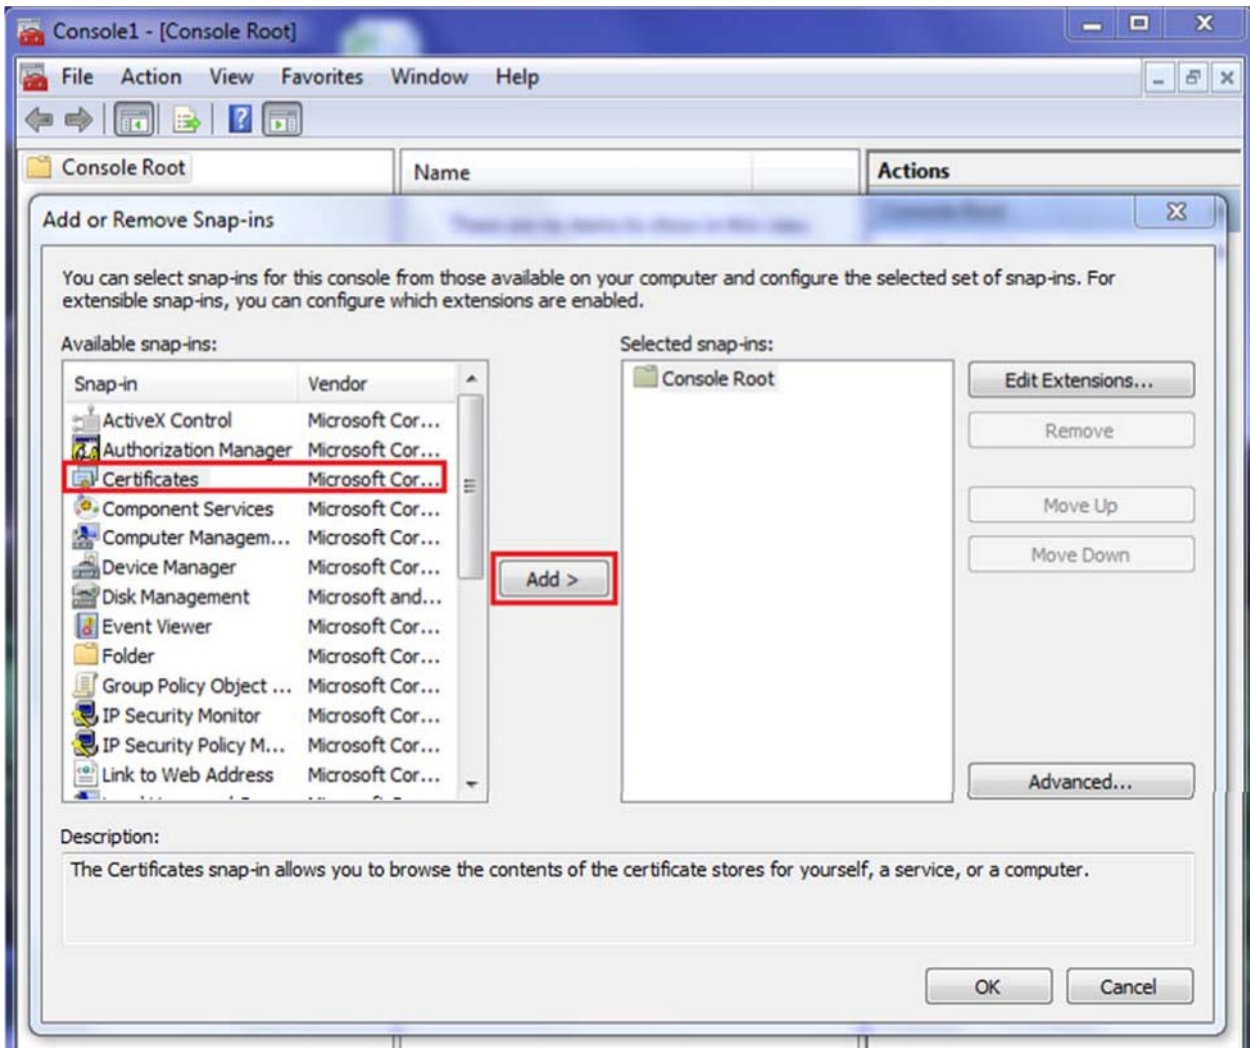 Console1 - [Console Root]
File Action View Favorites Window Help
Console Root
Name
Actions
Add or Remove Snap-ins
You can select snap-ins for this console from those available on your computer and configure the selected set of snap-ins. For
extensible snap-ins, you can configure which extensions are enabled.
Available snap-ins:
Selected snap-ins:
Snap-in Vendor
Console Root
Edit Extensions...
ActiveX Control Microsoft Cor...
Remove
Authorization Manager Microsoft Cor...
Certificates Microsoft Cor...
Component Services Microsoft Cor...
Move Up
Computer Managem... Microsoft Cor...
Move Down
Device Manager Microsoft Cor...
Add >
Disk Management Microsoft and...
Event Viewer Microsoft Cor...
Folder Microsoft Cor...
Group Policy Object ... Microsoft Cor...
IP Security Monitor Microsoft Cor...
IP Security Policy M... Microsoft Cor...
Link to Web Address Microsoft Cor...
Advanced...
Description:
The Certificates snap-in allows you to browse the contents of the certificate stores for yourself, a service, or a computer.
OK Cancel